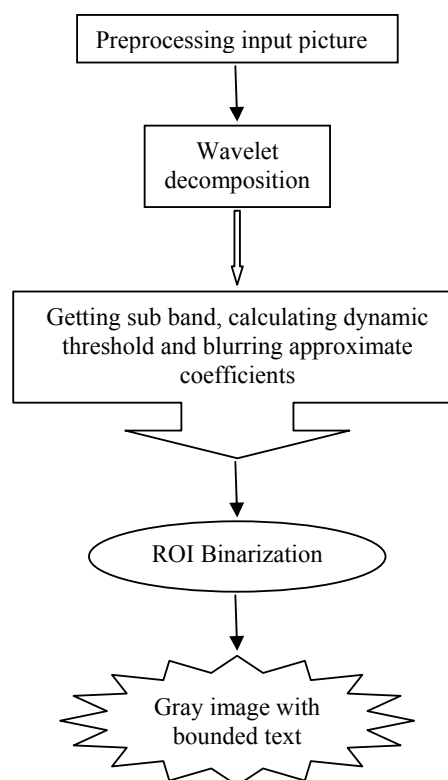 Preprocessing input picture
Wavelet
decomposition
Getting sub band, calculating dynamic
threshold and blurring approximate
coefficients
ROI Binarization
Gray image with
bounded text